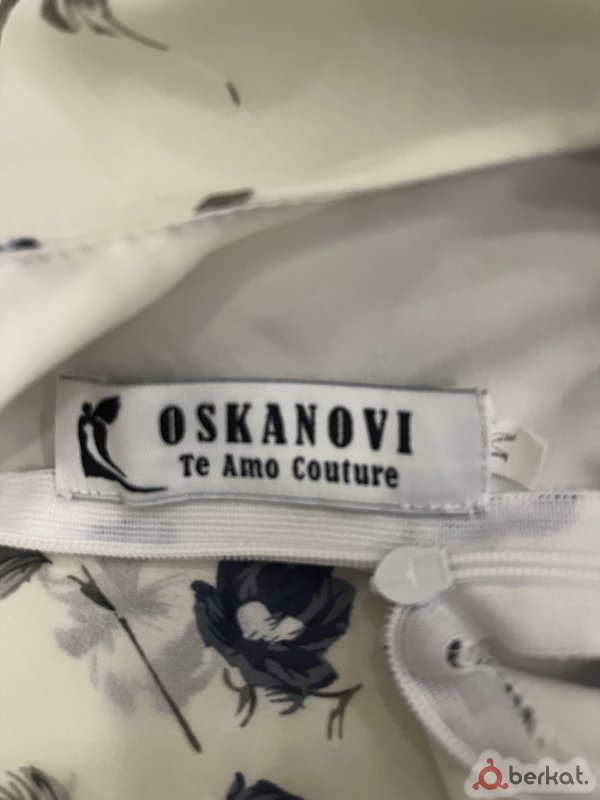 OSKANOVI
Te Amo Couture
M
berkat.